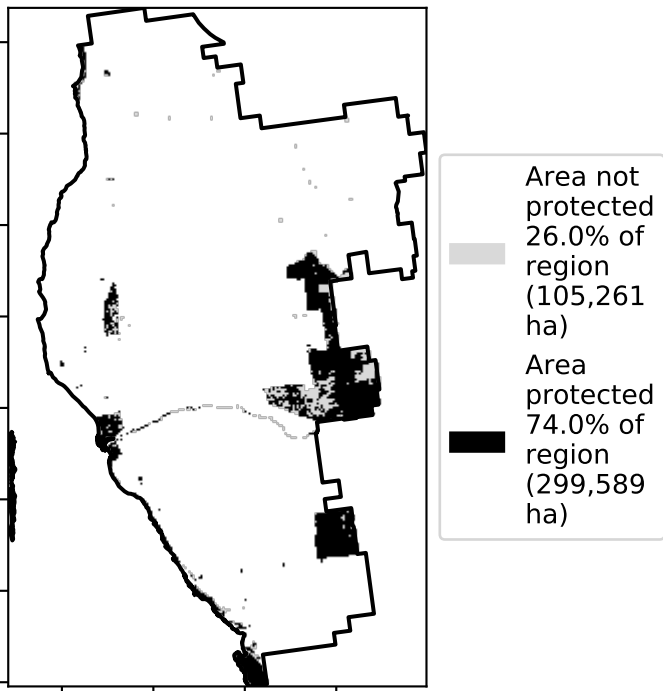 Area not
protected
26.0% of
region
(105,261
ha)
Area
protected
74.0% of
region
(299,589
ha)